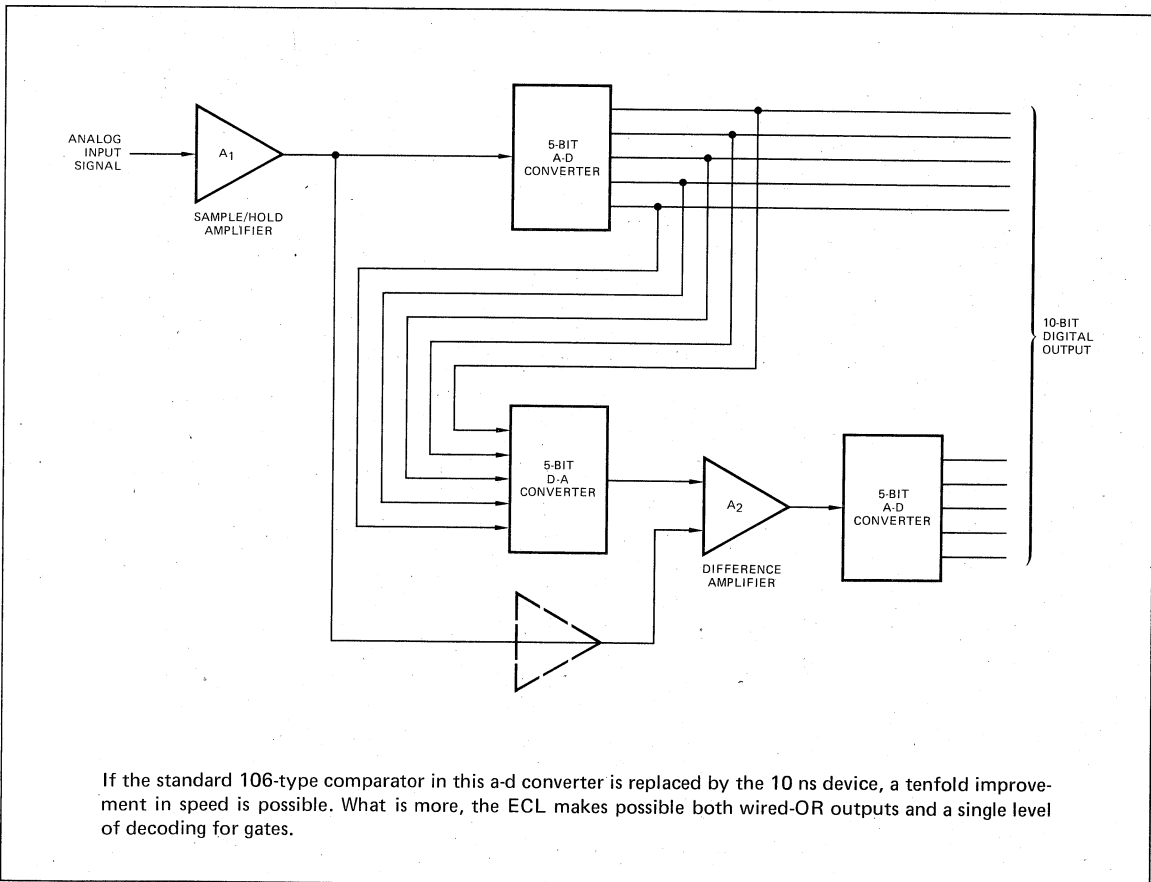 ANALOG
INPUT
SIGNAL
A1
SAMPLE/HOLD
AMPLIFIER
5-BIT
A-D
CONVERTER
10-BIT
DIGITAL
OUTPUT
5-BIT
D-A
CONVERTER
A2
DIFFERENCE
AMPLIFIER
5-BIT
A-D
CONVERTER
If the standard 106-type comparator in this a-d converter is replaced by the 10 ns device, a tenfold improve-
ment in speed is possible. What is more, the ECL makes possible both wired-OR outputs and a single level
of decoding for gates.